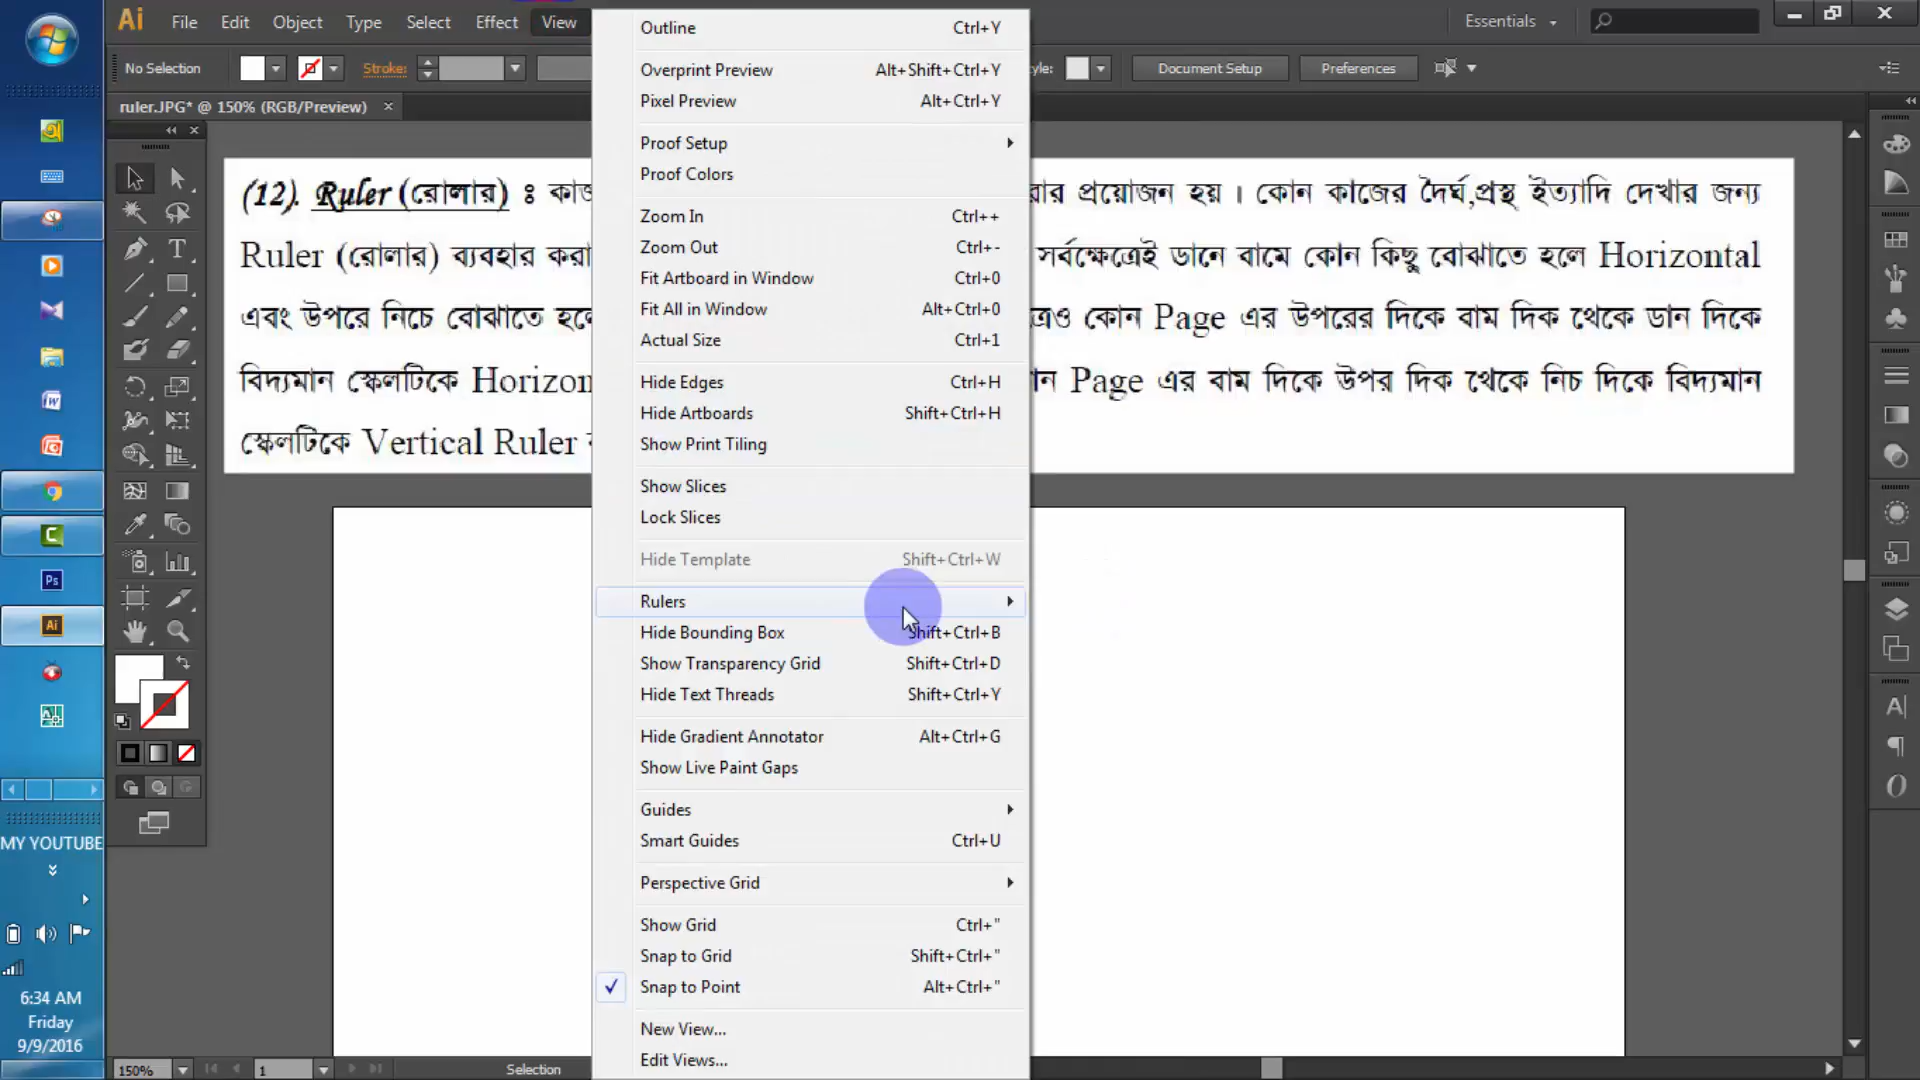 Ai File Edit Object Type Select Effect View Essentials
No Selection Stroke: Document Setup Preferences
ruler.JPG* @ 150% (RGB/Preview)
Outline Ctrl+Y
Overprint Preview Alt+Shift+Ctrl+Y
Pixel Preview Alt+Ctrl+Y
Proof Setup
Proof Colors
Zoom In Ctrl++
Zoom Out Ctrl+-
Fit Artboard in Window Ctrl+0
Fit All in Window Alt+Ctrl+0
Actual Size Ctrl+1
Hide Edges Ctrl+H
Hide Artboards Shift+Ctrl+H
Show Print Tiling
Show Slices
Lock Slices
Hide Template Shift+Ctrl+W
Rulers
Hide Bounding Box Shift+Ctrl+B
Show Transparency Grid Shift+Ctrl+D
Hide Text Threads Shift+Ctrl+Y
Hide Gradient Annotator Alt+Ctrl+G
Show Live Paint Gaps
Guides
Smart Guides Ctrl+U
Perspective Grid
Show Grid Ctrl+"
Snap to Grid Shift+Ctrl+"
Snap to Point Alt+Ctrl+"
New View...
Edit Views...
(12). Ruler (রোলার) ঃ প্রয়োজন হয় । কোন কাজের দৈর্ঘ,প্রস্থ ইত্যাদি দেখার জন্য
Ruler (রোলার) ব্যবহার করা সর্বক্ষেত্রেই ডানে বামে কোন কিছু বোঝাতে হলে Horizontal
এবং উপরে নিচে বোঝাতে কোন Page এর উপরের দিকে বাম দিক থেকে ডান দিকে
বিদ্যমান স্কেলটিকে Page এর বাম দিকে উপর দিক থেকে নিচ দিকে বিদ্যমান
স্কেলটিকে Vertical Ruler
MY YOUTUBE
6:34 AM
Friday
9/9/2016
150% 1 Selection